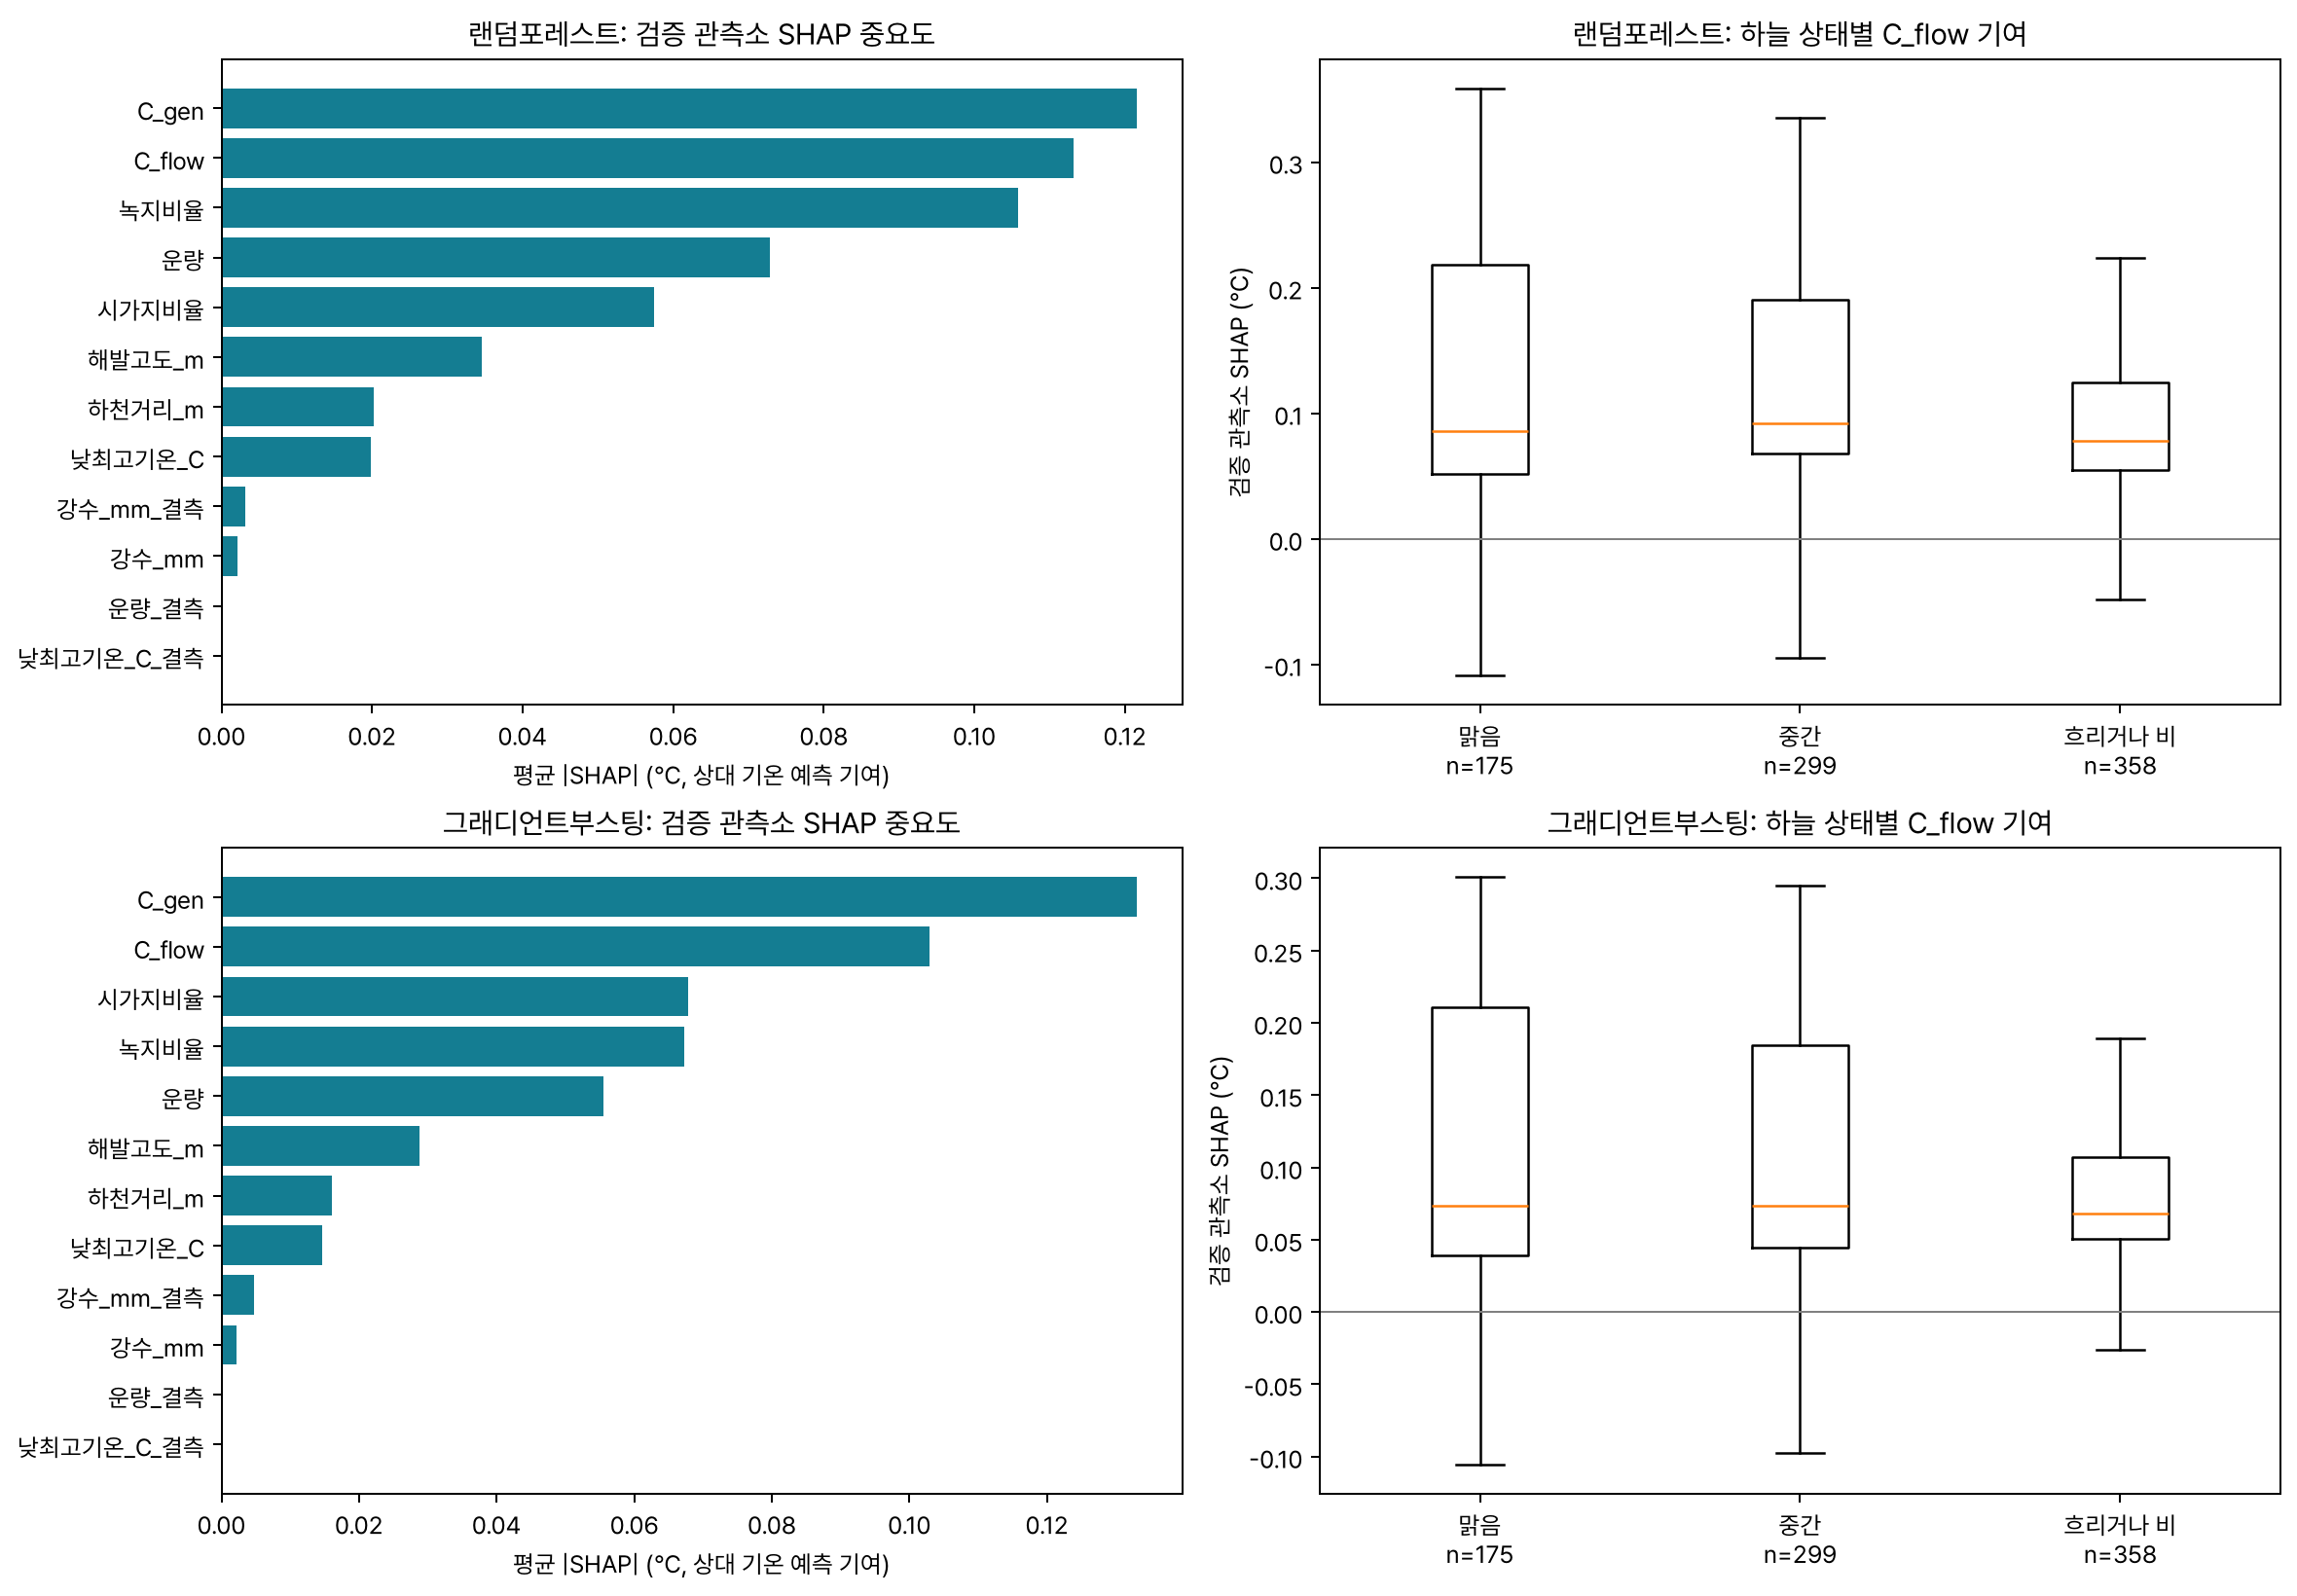 랜덤포레스트: 검증 관측소 SHAP 중요도
C_gen
C_flow
녹지비율
운량
시가지비율
해발고도_m
하천거리_m
낮최고기온_C
강수_mm_결측
강수_mm
운량_결측
낮최고기온_C_결측
0.00 0.02 0.04 0.06 0.08 0.10 0.12
평균 |SHAP| (°C, 상대 기온 예측 기여)
랜덤포레스트: 하늘 상태별 C_flow 기여
검증 관측소 SHAP (°C)
0.3
0.2
0.1
0.0
-0.1
맑음 중간 흐리거나 비
n=175 n=299 n=358
그래디언트부스팅: 검증 관측소 SHAP 중요도
C_gen
C_flow
시가지비율
녹지비율
운량
해발고도_m
하천거리_m
낮최고기온_C
강수_mm_결측
강수_mm
운량_결측
낮최고기온_C_결측
0.00 0.02 0.04 0.06 0.08 0.10 0.12
평균 |SHAP| (°C, 상대 기온 예측 기여)
그래디언트부스팅: 하늘 상태별 C_flow 기여
검증 관측소 SHAP (°C)
0.30
0.25
0.20
0.15
0.10
0.05
0.00
-0.05
-0.10
맑음 중간 흐리거나 비
n=175 n=299 n=358